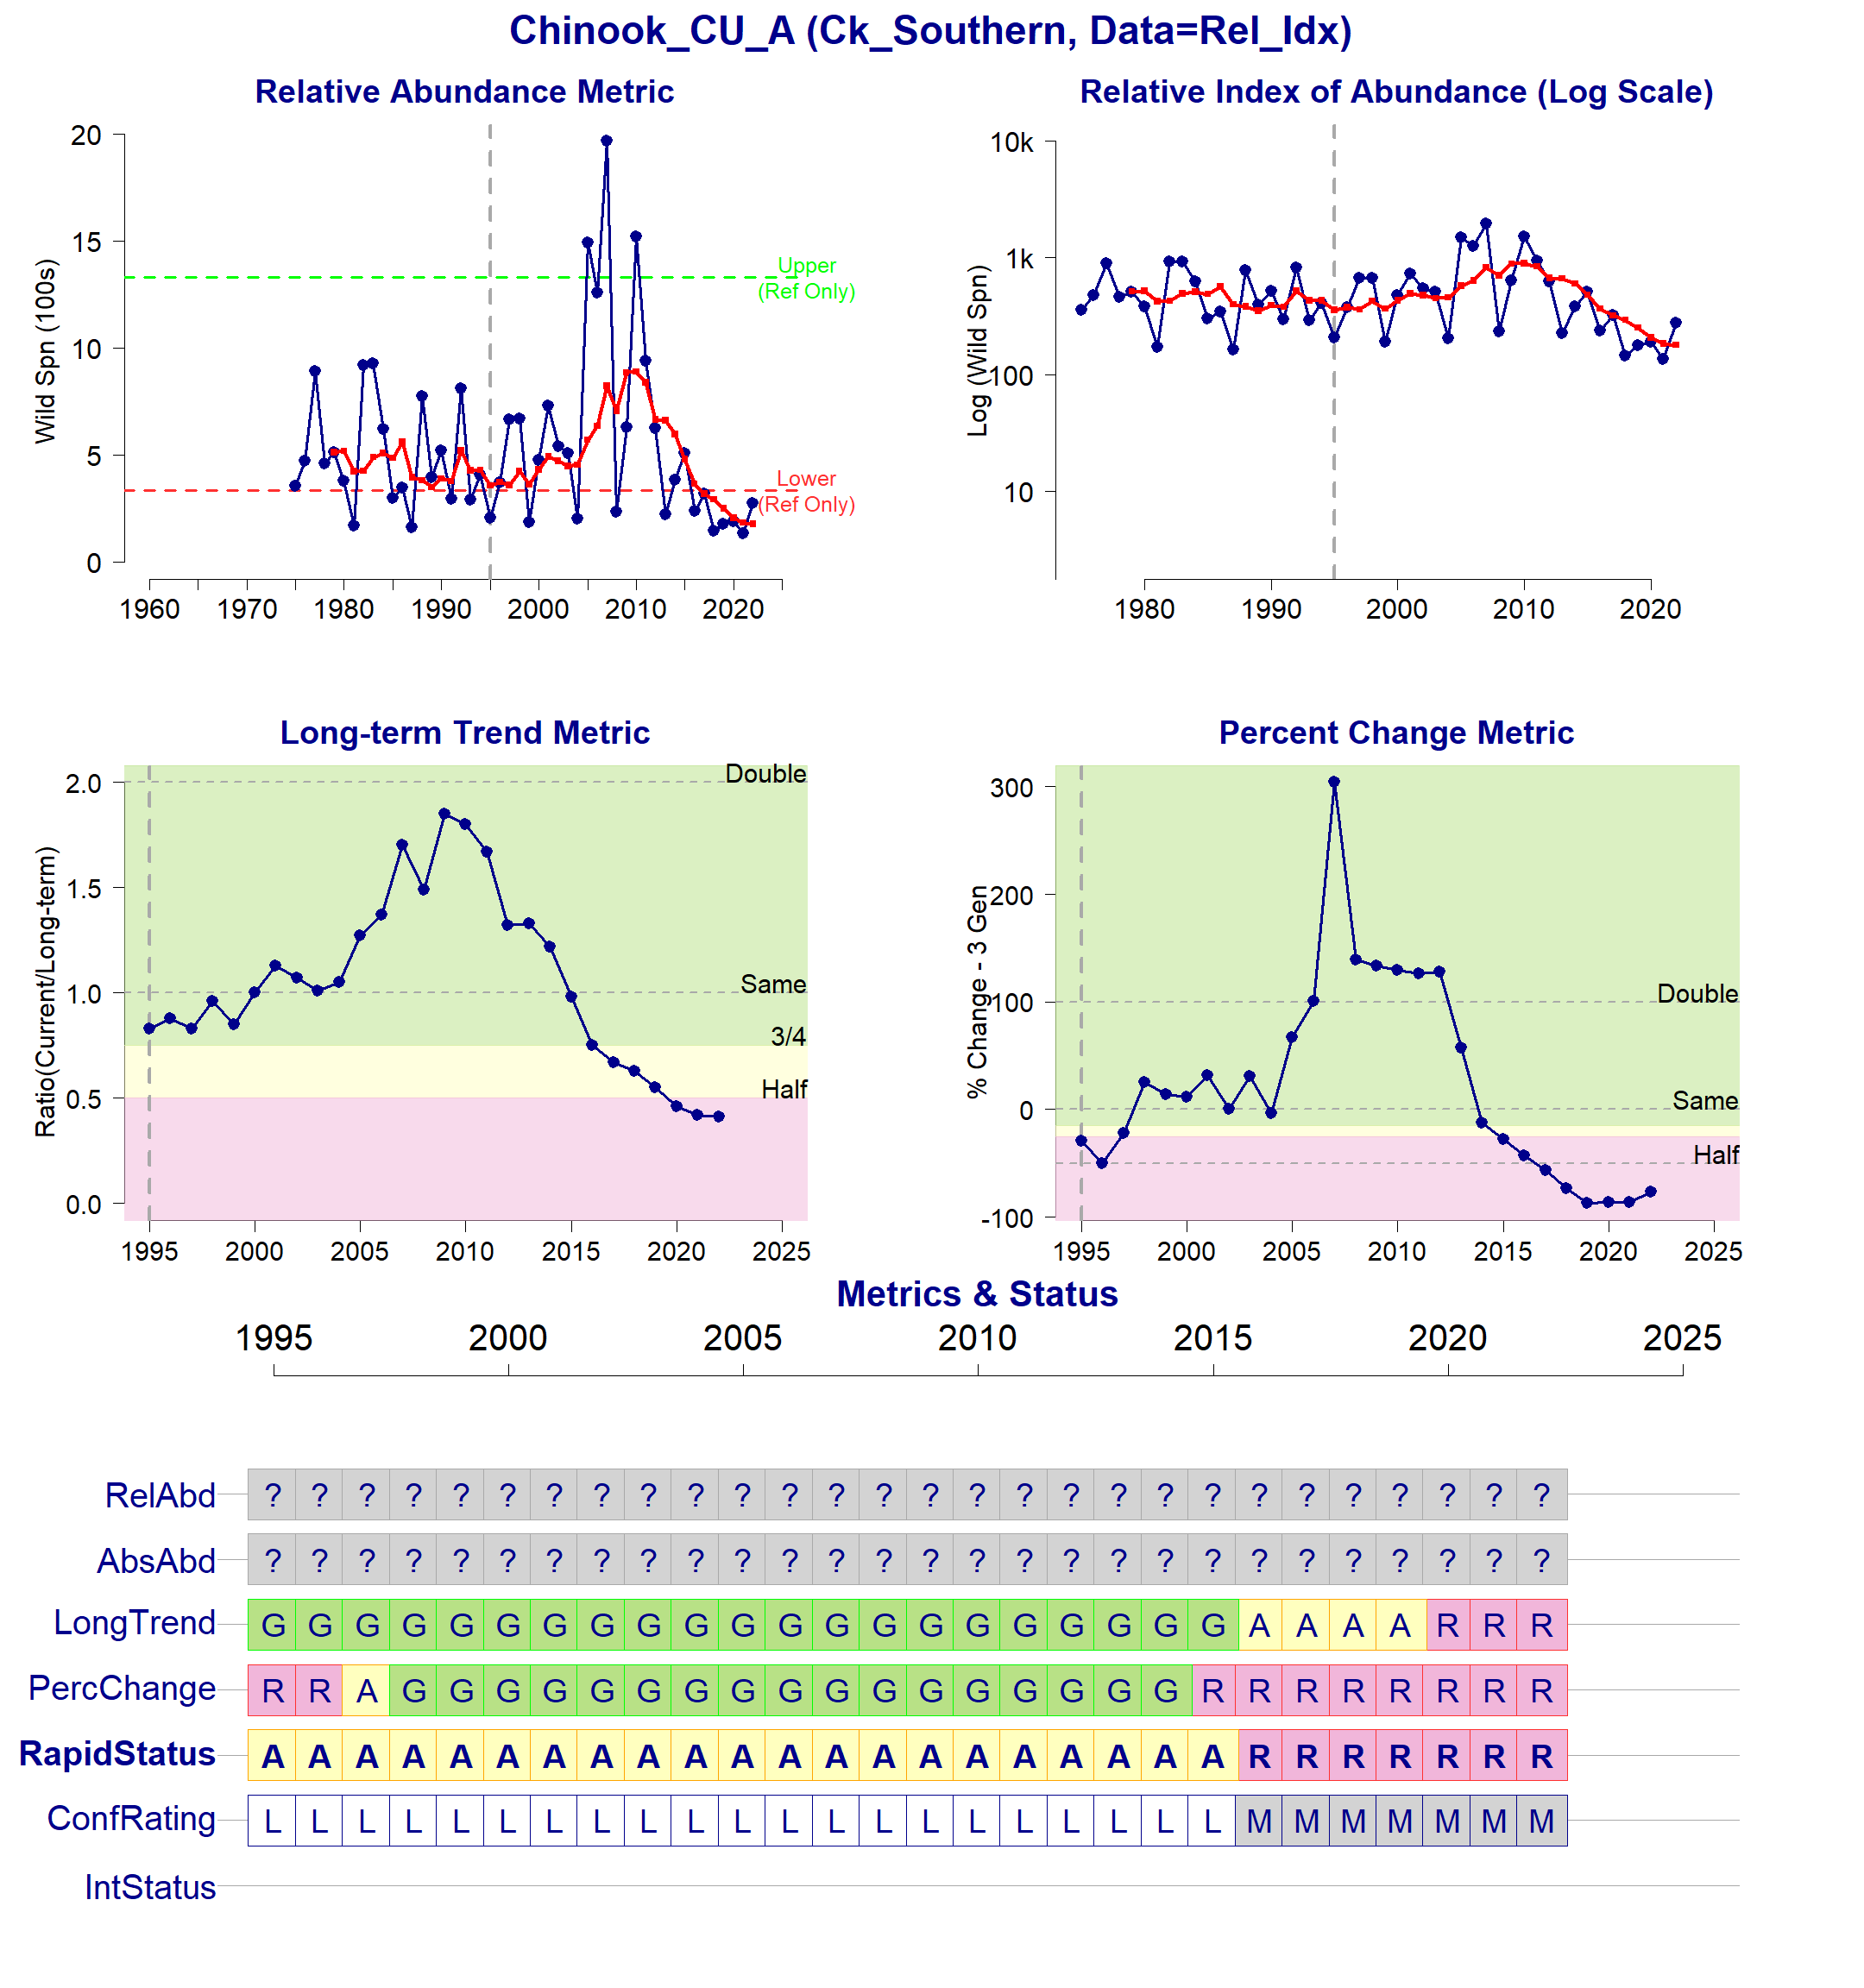 Chinook_CU_A (Ck_Southern, Data=Rel_Idx)
Relative Abundance Metric
Wild Spn (100s)
20
15
10
5
0
Upper
(Ref Only)
Lower
(Ref Only)
1960 1970 1980 1990 2000 2010 2020
Relative Index of Abundance (Log Scale)
Log (Wild Spn)
10k
1k
100
10
1980 1990 2000 2010 2020
Long-term Trend Metric
Ratio(Current/Long-term)
2.0
1.5
1.0
0.5
0.0
Double
Same
3/4
Half
1995 2000 2005 2010 2015 2020 2025
Percent Change Metric
% Change - 3 Gen
300
200
100
0
-100
Double
Same
Half
1995 2000 2005 2010 2015 2020 2025
Metrics & Status
1995 2000 2005 2010 2015 2020 2025
RelAbd ? ? ? ? ? ? ? ? ? ? ? ? ? ? ? ? ? ? ? ? ? ? ? ? ? ? ? ?
AbsAbd ? ? ? ? ? ? ? ? ? ? ? ? ? ? ? ? ? ? ? ? ? ? ? ? ? ? ? ?
LongTrend G G G G G G G G G G G G G G G G G G G G G A A A A R R R
PercChange R R A G G G G G G G G G G G G G G G G G R R R R R R R R
RapidStatus A A A A A A A A A A A A A A A A A A A A A R R R R R R R
ConfRating L L L L L L L L L L L L L L L L L L L L L M M M M M M M
IntStatus